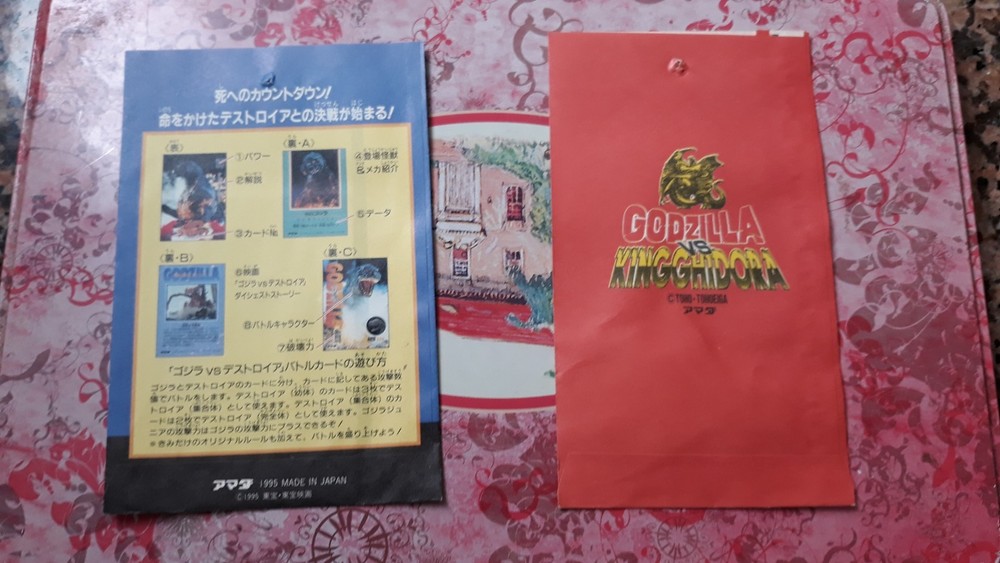 死へのカウントダウン!
命をかけたデストロイアとの決戦が始まる!
〈表〉
①パワー
②解説
③カード№
〈裏・A〉
④登場怪獣
&メカ紹介
⑤データ
〈裏・B〉
GODZILLA
⑥映画
「ゴジラvsデストロイア」
ダイジェストストーリー
〈裏・C〉
⑧バトルキャラクター
⑦破壊力
「ゴジラvsデストロイア」バトルカードの遊び方
ゴジラとデストロイアのカードに分け、カードに記してある攻撃数
値でバトルをします。デストロイア(幼体)のカードは3枚でデス
トロイア(集合体)として使えます。デストロイア(集合体)のカ
ードは2枚でデストロイア(完全体)として使えます。ゴジラジュ
ニアの攻撃力はゴジラの攻撃力にプラスできるぞ!
※きみだけのオリジナルルールも加えて、バトルを盛り上げよう!
アマダ 1995 MADE IN JAPAN
©1995 東宝・東宝映画
GODZILLA
VS
KING GHIDORA
©TOHO・TOHOEIGA
アマダ